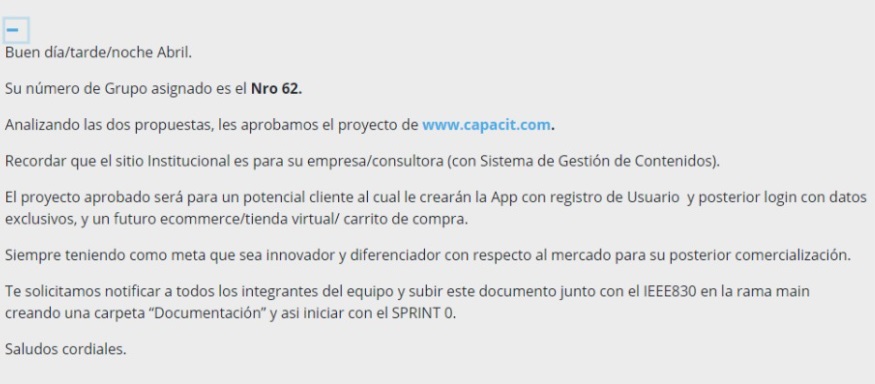 Buen día/tarde/noche Abril.
Su número de Grupo asignado es el Nro 62.
Analizando las dos propuestas, les aprobamos el proyecto de www.capacit.com.
Recordar que el sitio Institucional es para su empresa/consultora (con Sistema de Gestión de Contenidos).
El proyecto aprobado será para un potencial cliente al cual le crearán la App con registro de Usuario y posterior login con datos
exclusivos, y un futuro ecommerce/tienda virtual/ carrito de compra.
Siempre teniendo como meta que sea innovador y diferenciador con respecto al mercado para su posterior comercialización.
Te solicitamos notificar a todos los integrantes del equipo y subir este documento junto con el IEEE830 en la rama main
creando una carpeta “Documentación” y asi iniciar con el SPRINT 0.
Saludos cordiales.